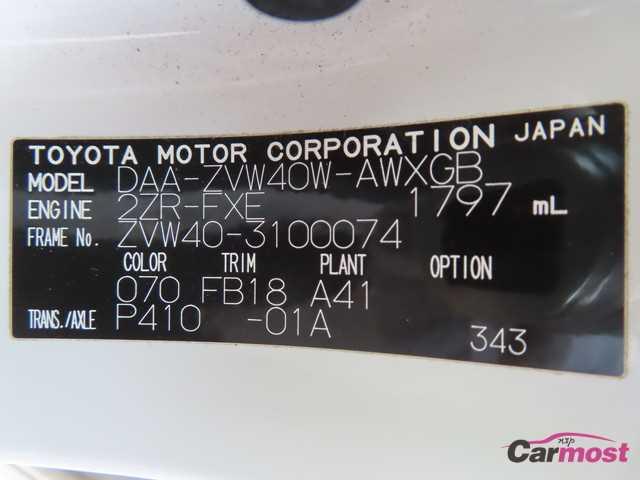 TOYOTA MOTOR CORPORATION JAPAN
MODEL DAA-ZVW40W-AWXGB
ENGINE 2ZR-FXE 1797 mL
FRAME No. ZVW40-3100074
COLOR TRIM PLANT OPTION
070 FB18 A41
TRANS./AXLE P410 -01A
343
Carmost